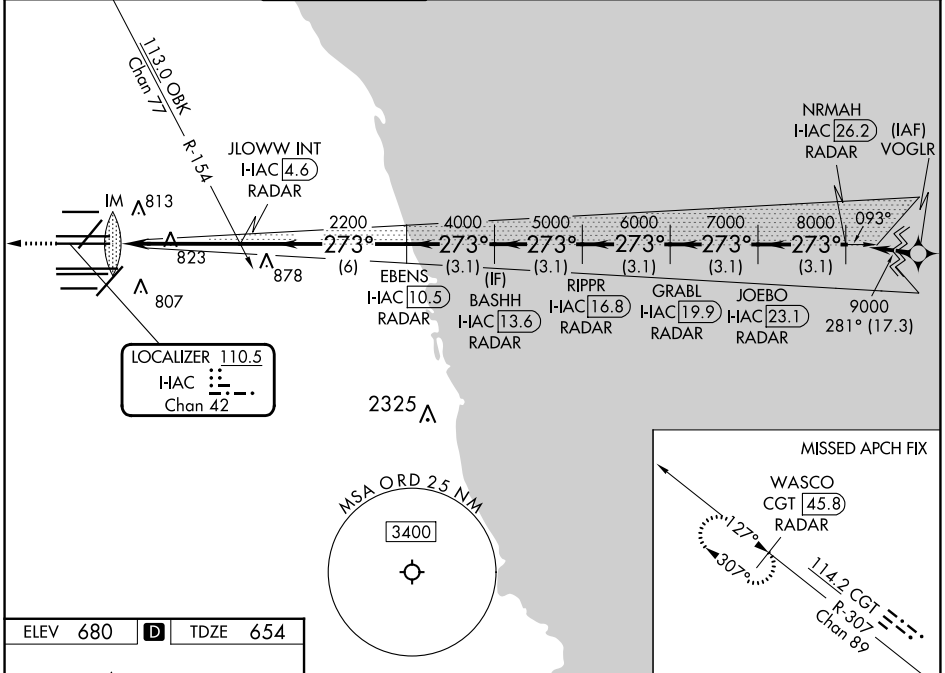 113.0 OBK
Chan 77
R-154
JLOWW INT
I-IAC 4.6
RADAR
NRMAH
I-IAC 26.2
RADAR
(IAF)
VOGLR
IM
813
823
878
807
2200
273°
(6)
4000
273°
(3.1)
5000
273°
(3.1)
6000
273°
(3.1)
7000
273°
(3.1)
8000
273°
(3.1)
093°
9000
281° (17.3)
EBENS
I-IAC 10.5
RADAR
(IF)
BASHH
I-IAC 13.6
RADAR
RIPPR
I-IAC 16.8
RADAR
GRABL
I-IAC 19.9
RADAR
JOEBO
I-IAC 23.1
RADAR
LOCALIZER 110.5
I-IAC
Chan 42
2325
MSA ORD 25 NM
3400
MISSED APCH FIX
WASCO
CGT 45.8
RADAR
127°
307°
114.2 CGT
R-307
Chan 89
ELEV 680 D TDZE 654